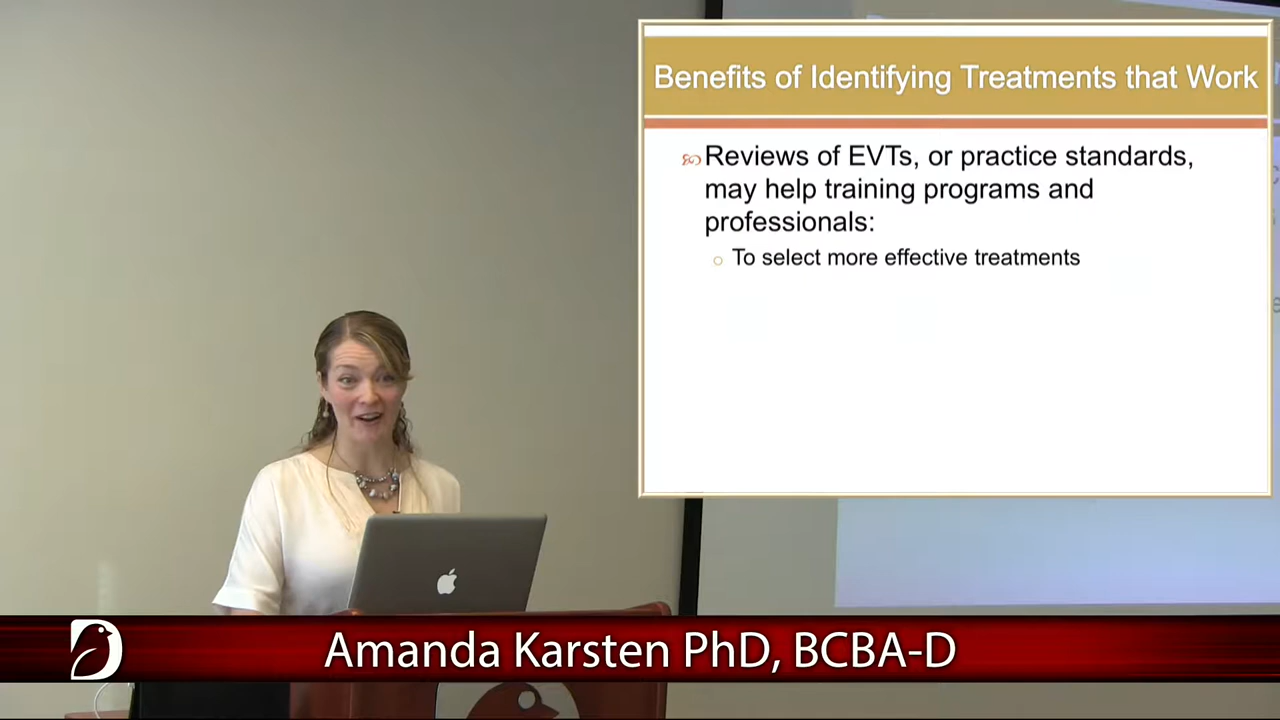 Benefits of Identifying Treatments that Work
Reviews of EVTs, or practice standards,
may help training programs and
professionals:
To select more effective treatments
Amanda Karsten PhD, BCBA-D